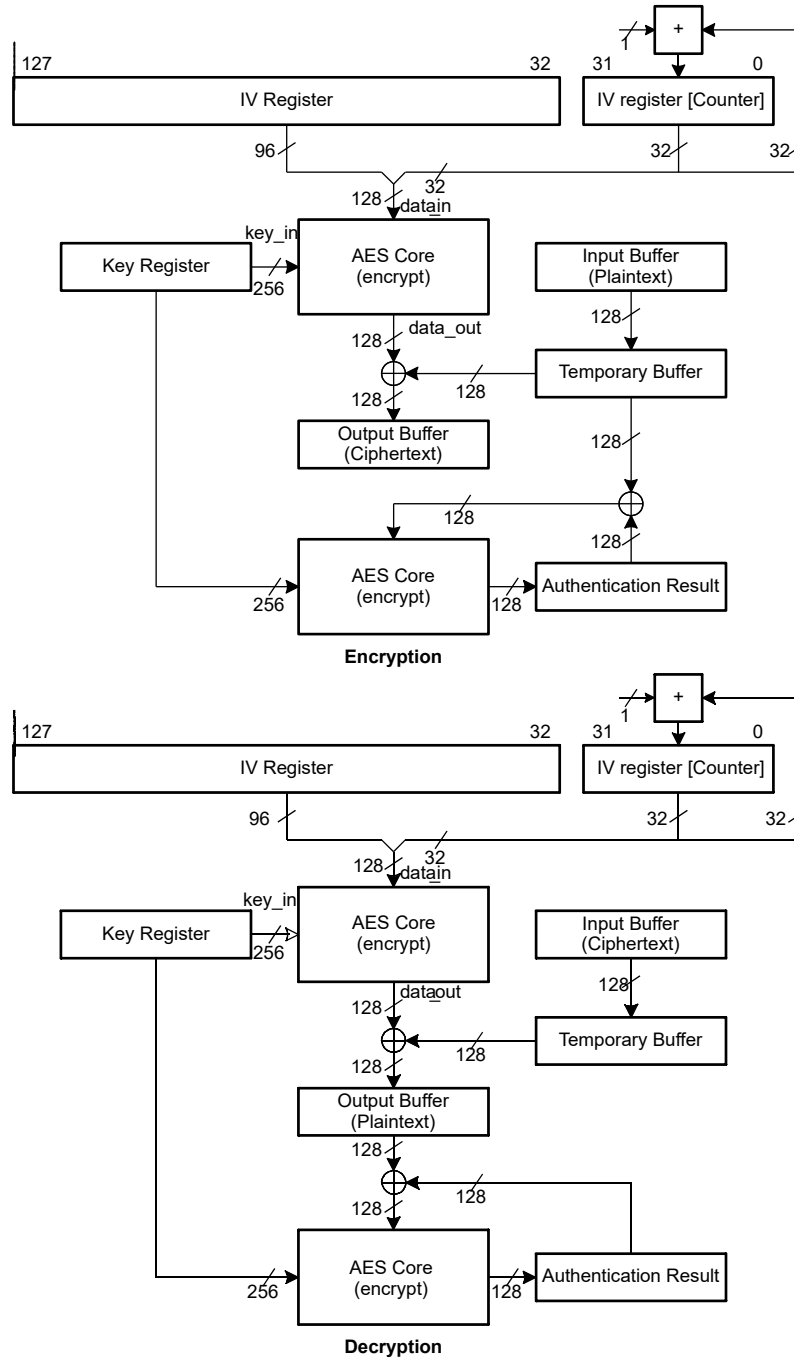 +
1
127
32
31
0
IV Register
IV register [Counter]
96
32
32
32
128
data_in
key_in
Key Register
256
AES Core
(encrypt)
Input Buffer
(Plaintext)
128
128
data_out
Temporary Buffer
128
128
Output Buffer
(Ciphertext)
128
128
128
AES Core
(encrypt)
256
128
Authentication Result
Encryption
+
1
127
32
31
0
IV Register
IV register [Counter]
96
32
32
32
128
data_in
key_in
Key Register
256
AES Core
(encrypt)
Input Buffer
(Ciphertext)
128
data_out
128
Temporary Buffer
128
128
Output Buffer
(Plaintext)
128
128
128
AES Core
(encrypt)
256
128
Authentication Result
Decryption